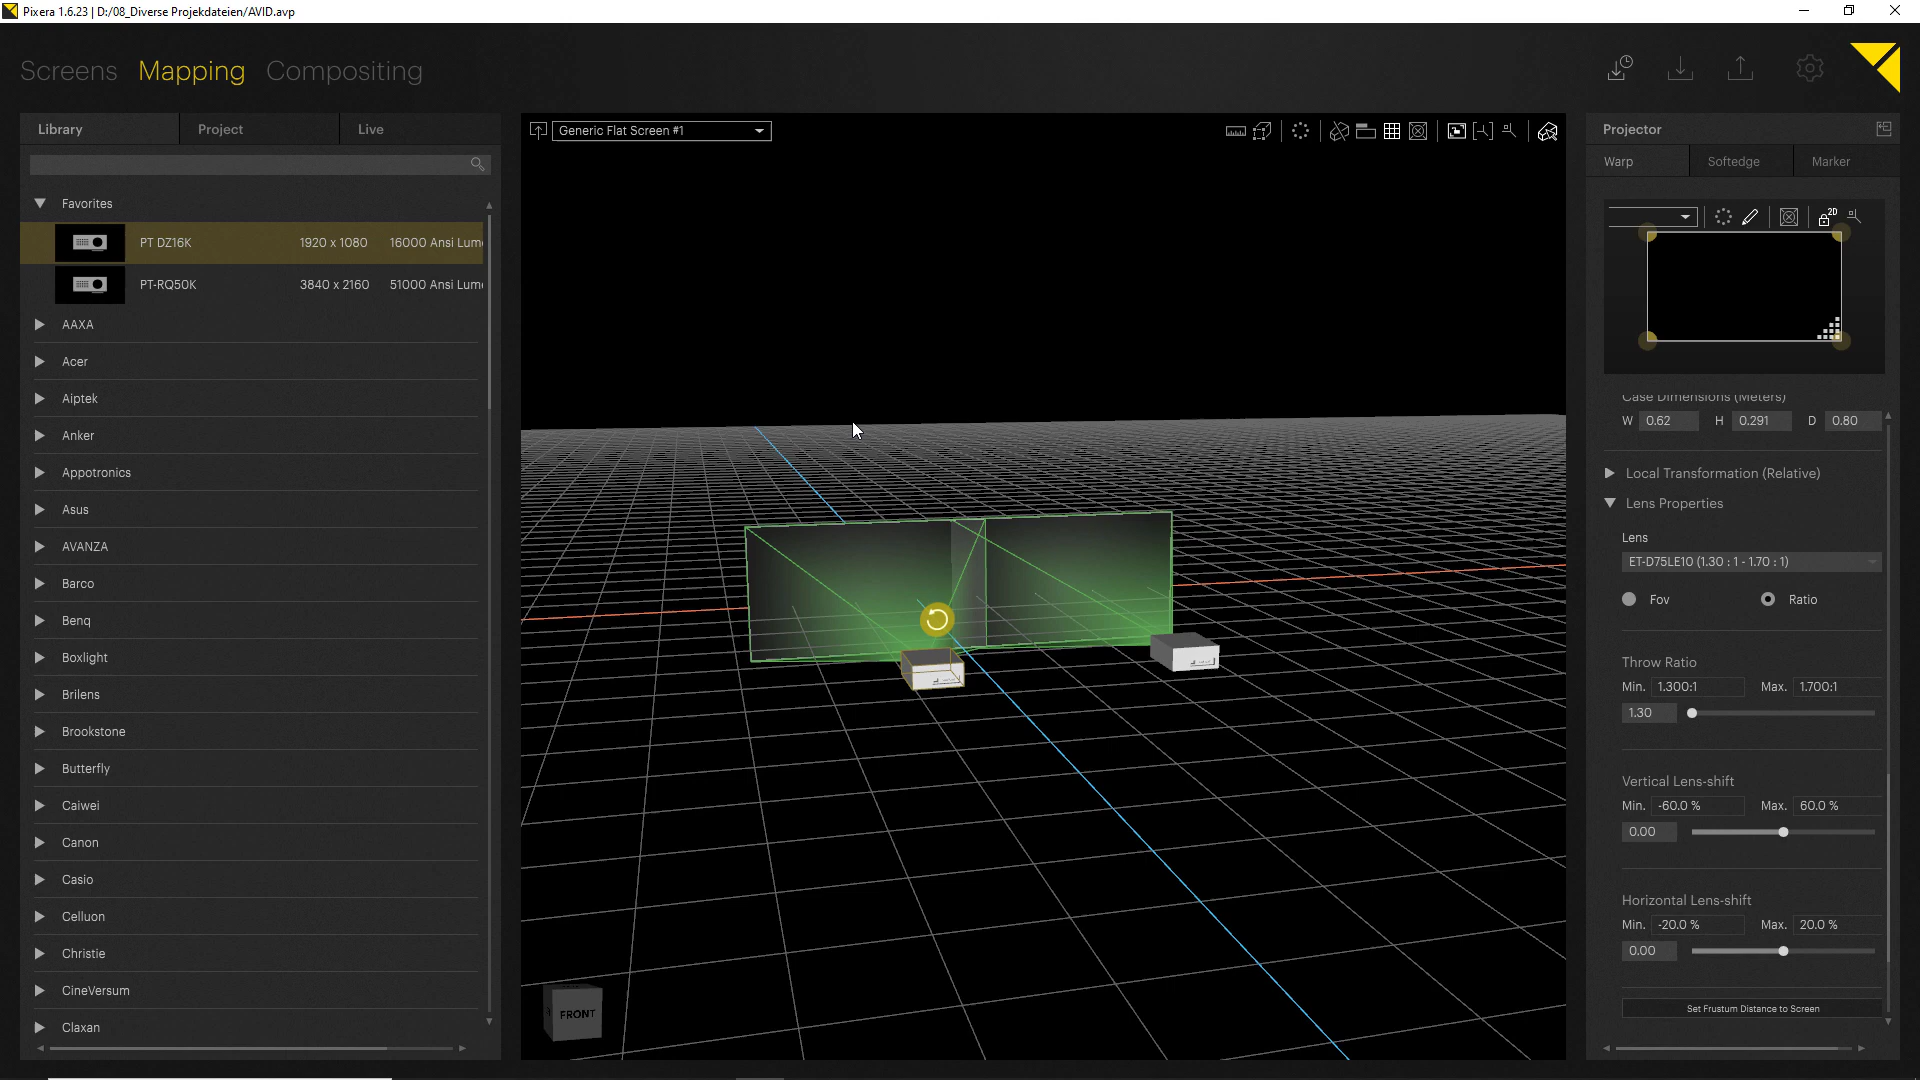 Pixera 1.6.23 | D:/08_Diverse Projekdateien/AVID.avp
Screens Mapping Compositing
Library Project Live
Favorites
PT DZ16K 1920 x 1080 16000 Ansi Lum
PT-RQ50K 3840 x 2160 51000 Ansi Lum
AAXA
Acer
Aiptek
Anker
Appotronics
Asus
AVANZA
Barco
Benq
Boxlight
Brilens
Brookstone
Butterfly
Caiwei
Canon
Casio
Celluon
Christie
CineVersum
Claxan
Generic Flat Screen #1
FRONT
Projector
Warp Softedge Marker
2D
Case Dimensions (Meters)
W 0.62 H 0.291 D 0.80
Local Transformation (Relative)
Lens Properties
Lens
ET-D75LE10 (1.30 : 1 - 1.70 : 1)
Fov Ratio
Throw Ratio
Min. 1.300:1 Max. 1.700:1
1.30
Vertical Lens-shift
Min. -60.0 % Max. 60.0 %
0.00
Horizontal Lens-shift
Min. -20.0 % Max. 20.0 %
0.00
Set Frustum Distance to Screen